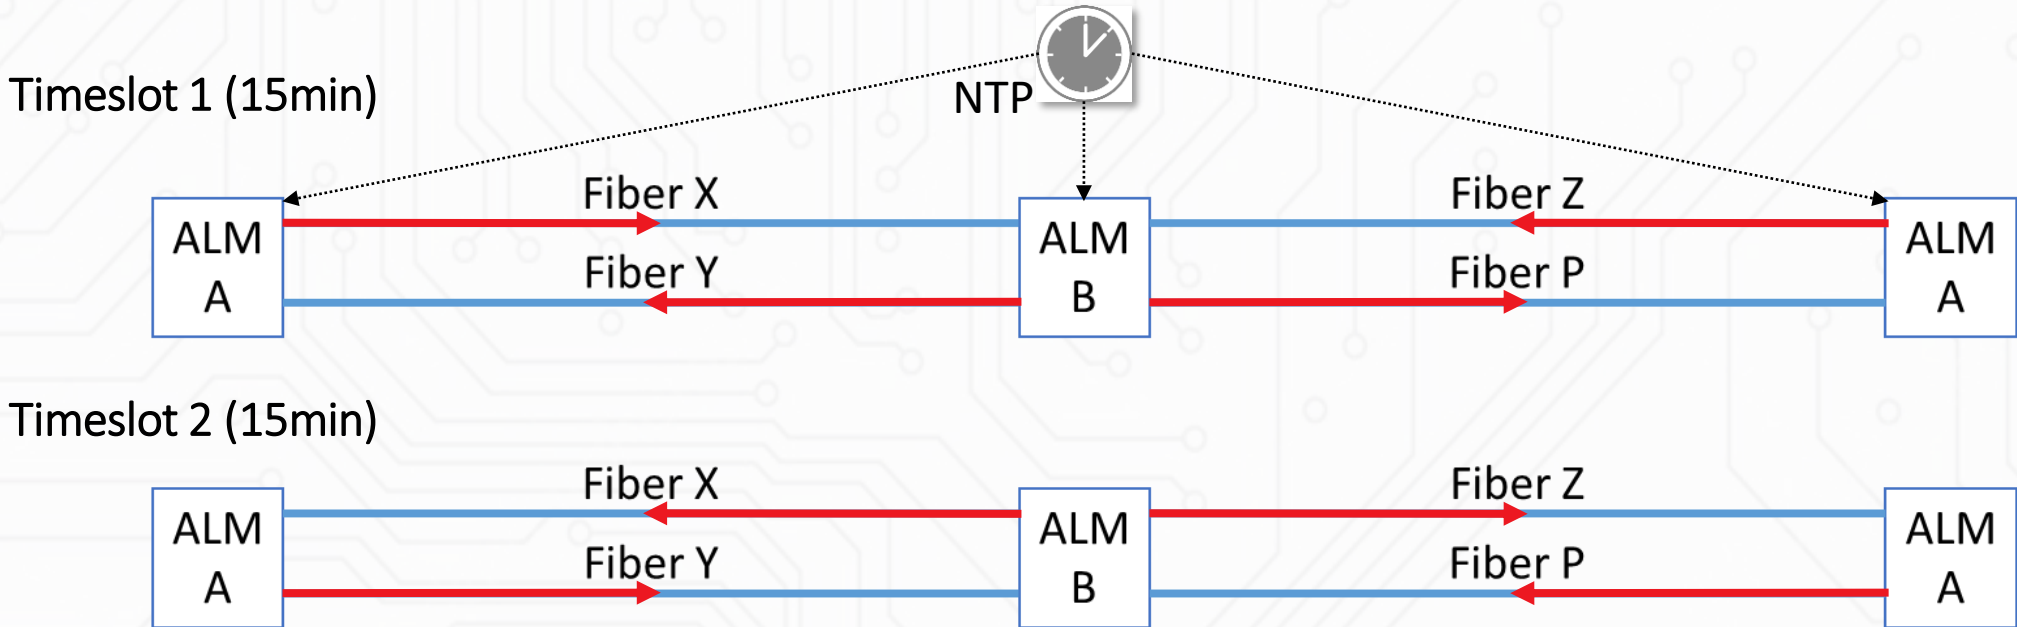 Timeslot 1 (15min)
NTP
Fiber X
Fiber Z
ALM
A
ALM
B
ALM
A
Fiber Y
Fiber P
Timeslot 2 (15min)
Fiber X
Fiber Z
ALM
A
ALM
B
ALM
A
Fiber Y
Fiber P